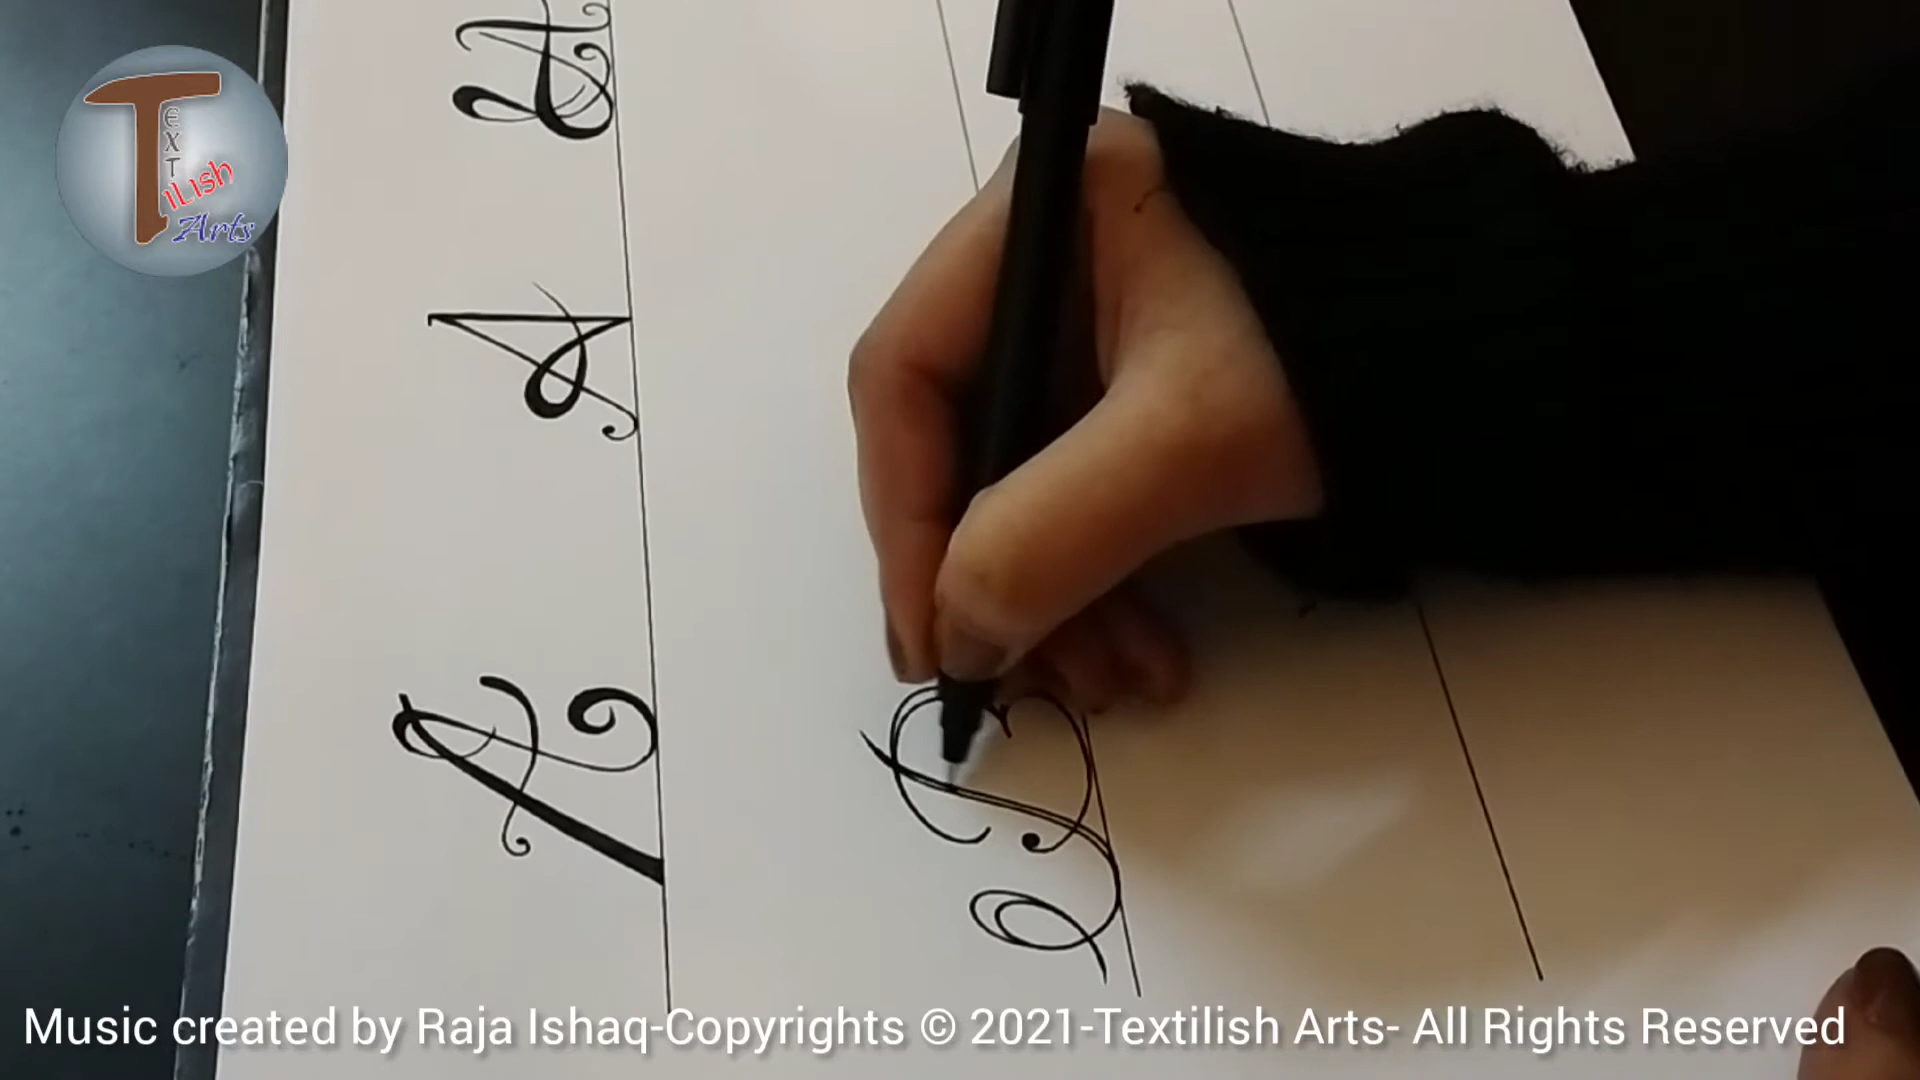 Textilish
Arts
A A A
A
Music created by Raja Ishaq-Copyrights © 2021-Textilish Arts- All Rights Reserved